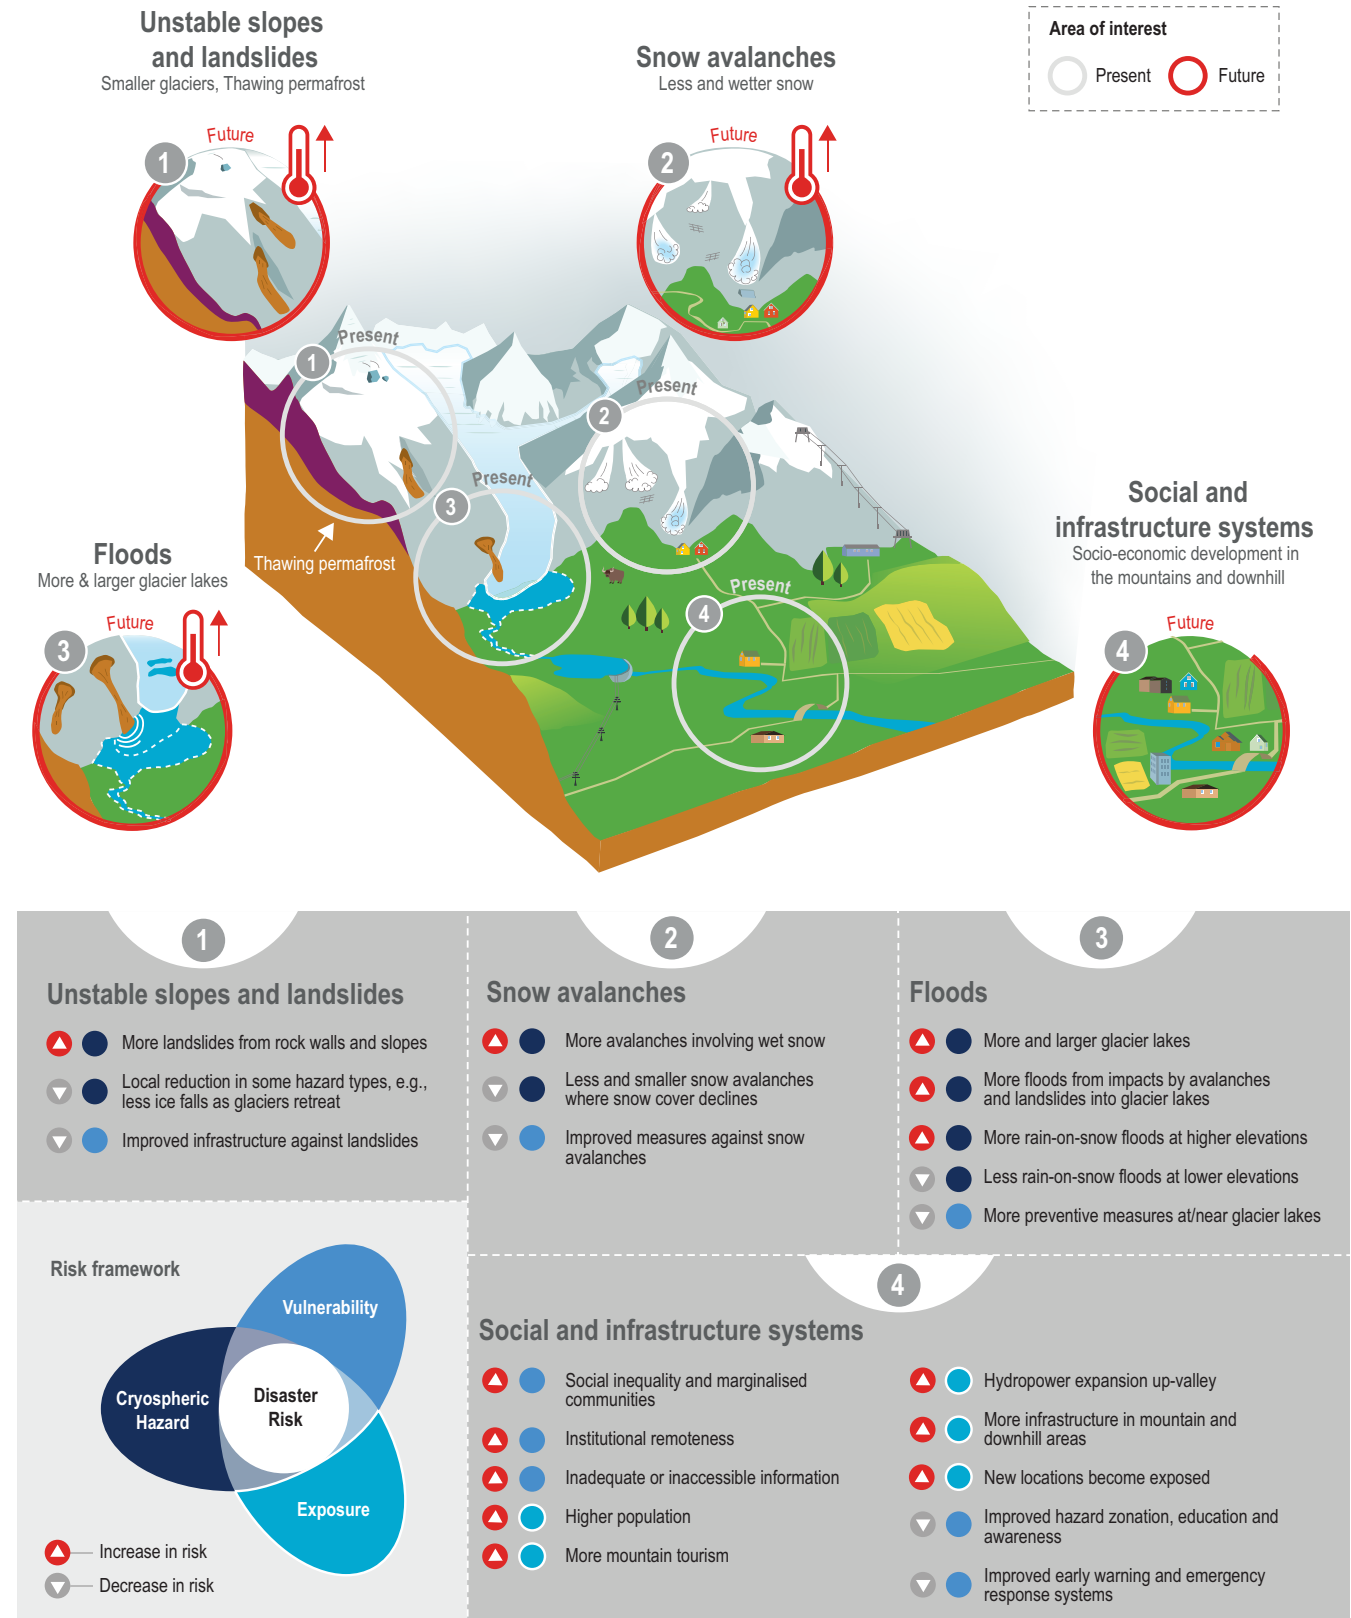 Unstable slopes
and landslides
Smaller glaciers, Thawing permafrost
Snow avalanches
Less and wetter snow
Area of interest
Present
Future
Future
1
Future
2
Present
1
Present
2
Present
3
Thawing permafrost
Present
4
Floods
More & larger glacier lakes
Future
3
Social and
infrastructure systems
Socio-economic development in
the mountains and downhill
Future
4
1
Unstable slopes and landslides
More landslides from rock walls and slopes
Local reduction in some hazard types, e.g.,
less ice falls as glaciers retreat
Improved infrastructure against landslides
2
Snow avalanches
More avalanches involving wet snow
Less and smaller snow avalanches
where snow cover declines
Improved measures against snow
avalanches
3
Floods
More and larger glacier lakes
More floods from impacts by avalanches
and landslides into glacier lakes
More rain-on-snow floods at higher elevations
Less rain-on-snow floods at lower elevations
More preventive measures at/near glacier lakes
Risk framework
Vulnerability
Cryospheric
Hazard
Disaster
Risk
Exposure
Increase in risk
Decrease in risk
4
Social and infrastructure systems
Social inequality and marginalised
communities
Institutional remoteness
Inadequate or inaccessible information
Higher population
More mountain tourism
Hydropower expansion up-valley
More infrastructure in mountain and
downhill areas
New locations become exposed
Improved hazard zonation, education and
awareness
Improved early warning and emergency
response systems